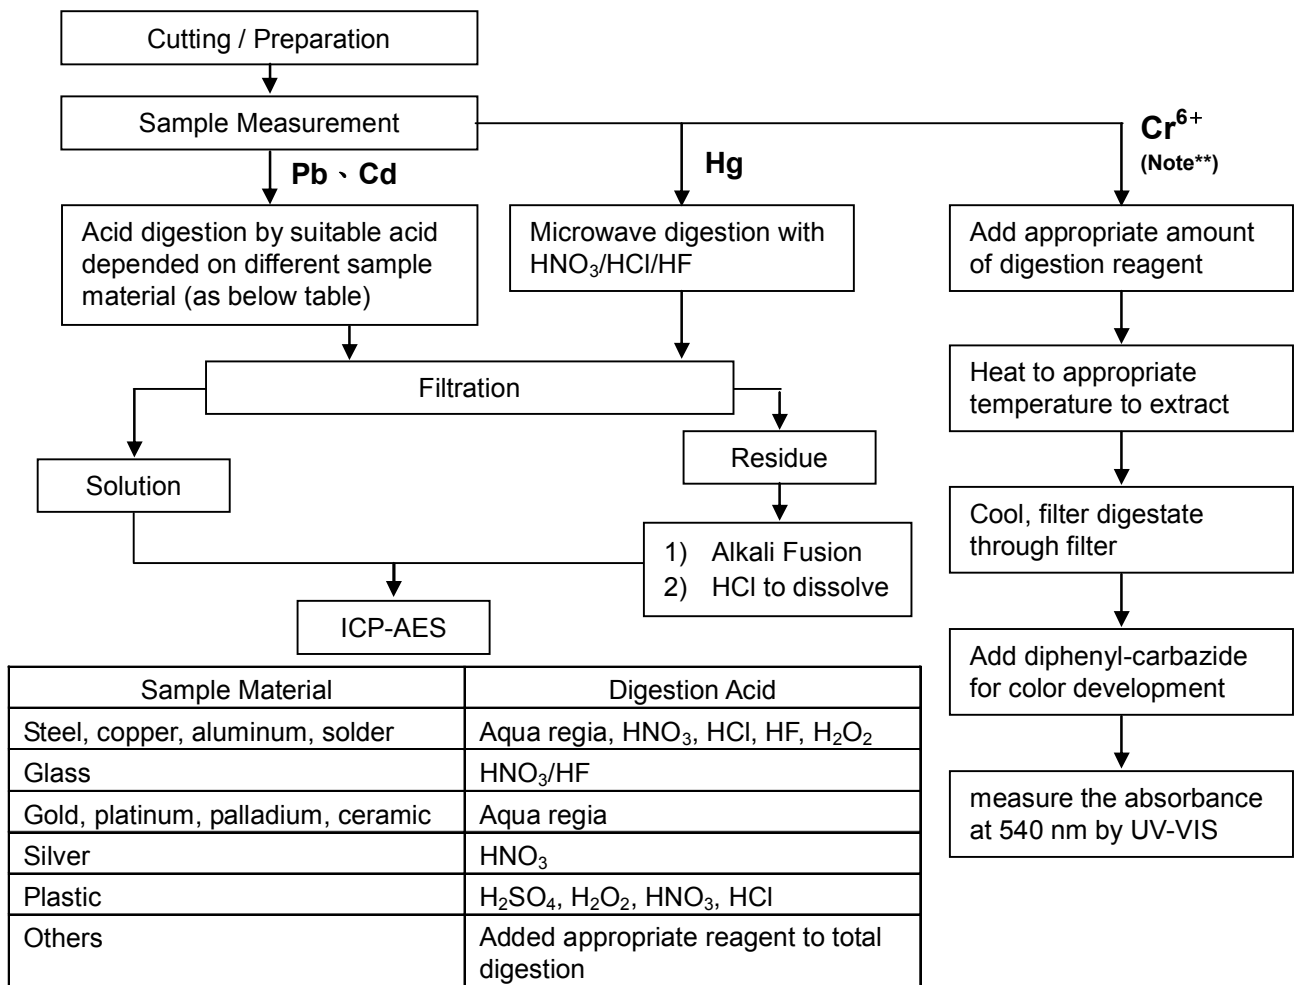 Cutting / Preparation
Sample Measurement
Pb、Cd
Hg
Cr⁶⁺
(Note**)
Acid digestion by suitable acid
depended on different sample
material (as below table)
Microwave digestion with
HNO₃/HCl/HF
Add appropriate amount
of digestion reagent
Filtration
Heat to appropriate
temperature to extract
Solution
Residue
1) Alkali Fusion
2) HCl to dissolve
Cool, filter digestate
through filter
ICP-AES
Add diphenyl-carbazide
for color development
measure the absorbance
at 540 nm by UV-VIS
Sample Material Digestion Acid
Steel, copper, aluminum, solder Aqua regia, HNO₃, HCl, HF, H₂O₂
Glass HNO₃/HF
Gold, platinum, palladium, ceramic Aqua regia
Silver HNO₃
Plastic H₂SO₄, H₂O₂, HNO₃, HCl
Others Added appropriate reagent to total
digestion